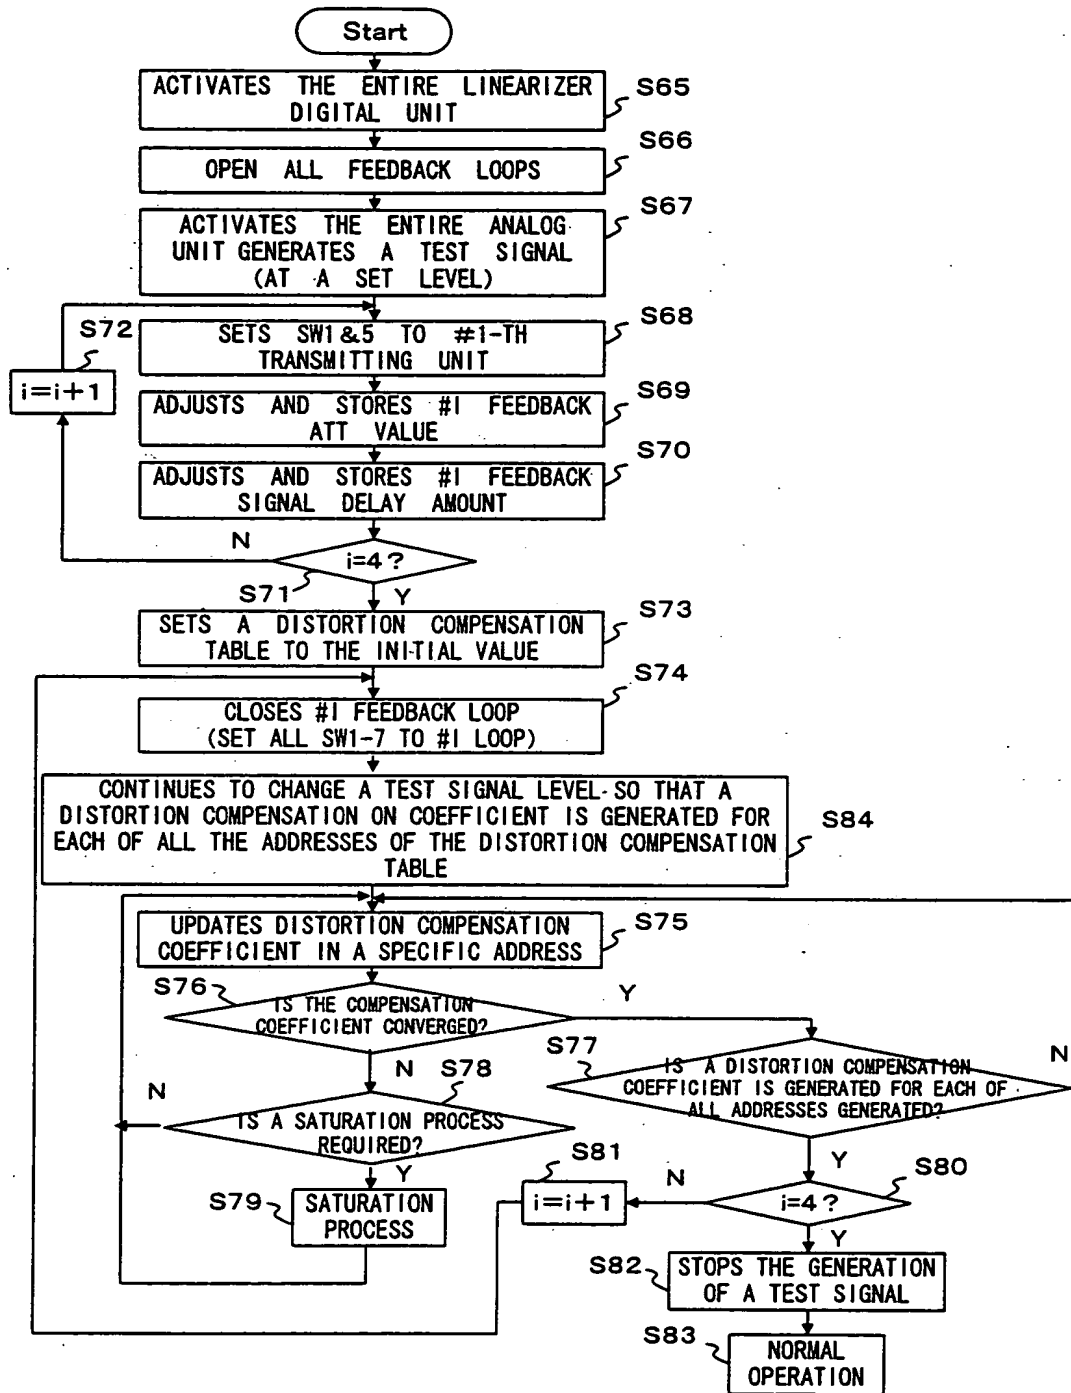 Start
ACTIVATES THE ENTIRE LINEARIZER
DIGITAL UNIT
S65
S66
OPEN ALL FEEDBACK LOOPS
S67
ACTIVATES THE ENTIRE ANALOG
UNIT GENERATES A TEST SIGNAL
(AT A SET LEVEL)
S72
S68
SETS SW1&5 TO #1-TH
TRANSMITTING UNIT
i=i+1
S69
ADJUSTS AND STORES #I FEEDBACK
ATT VALUE
S70
ADJUSTS AND STORES #I FEEDBACK
SIGNAL DELAY AMOUNT
N
i=4?
S71
Y
S73
SETS A DISTORTION COMPENSATION
TABLE TO THE INITIAL VALUE
S74
CLOSES #I FEEDBACK LOOP
(SET ALL SW1-7 TO #I LOOP)
CONTINUES TO CHANGE A TEST SIGNAL LEVEL SO THAT A
DISTORTION COMPENSATION ON COEFFICIENT IS GENERATED FOR
EACH OF ALL THE ADDRESSES OF THE DISTORTION COMPENSATION
TABLE
S84
UPDATES DISTORTION COMPENSATION
COEFFICIENT IN A SPECIFIC ADDRESS
S75
S76
IS THE COMPENSATION
COEFFICIENT CONVERGED?
Y
N
S77
IS A DISTORTION COMPENSATION
COEFFICIENT IS GENERATED FOR EACH OF
ALL ADDRESSES GENERATED?
N
S78
N
IS A SATURATION PROCESS
REQUIRED?
Y
S79
SATURATION
PROCESS
S81
i=i+1
N
Y
S80
i=4?
Y
S82
STOPS THE GENERATION
OF A TEST SIGNAL
S83
NORMAL
OPERATION